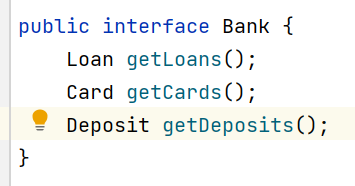 public interface Bank {
    Loan getLoans();
    Card getCards();
    Deposit getDeposits();
}